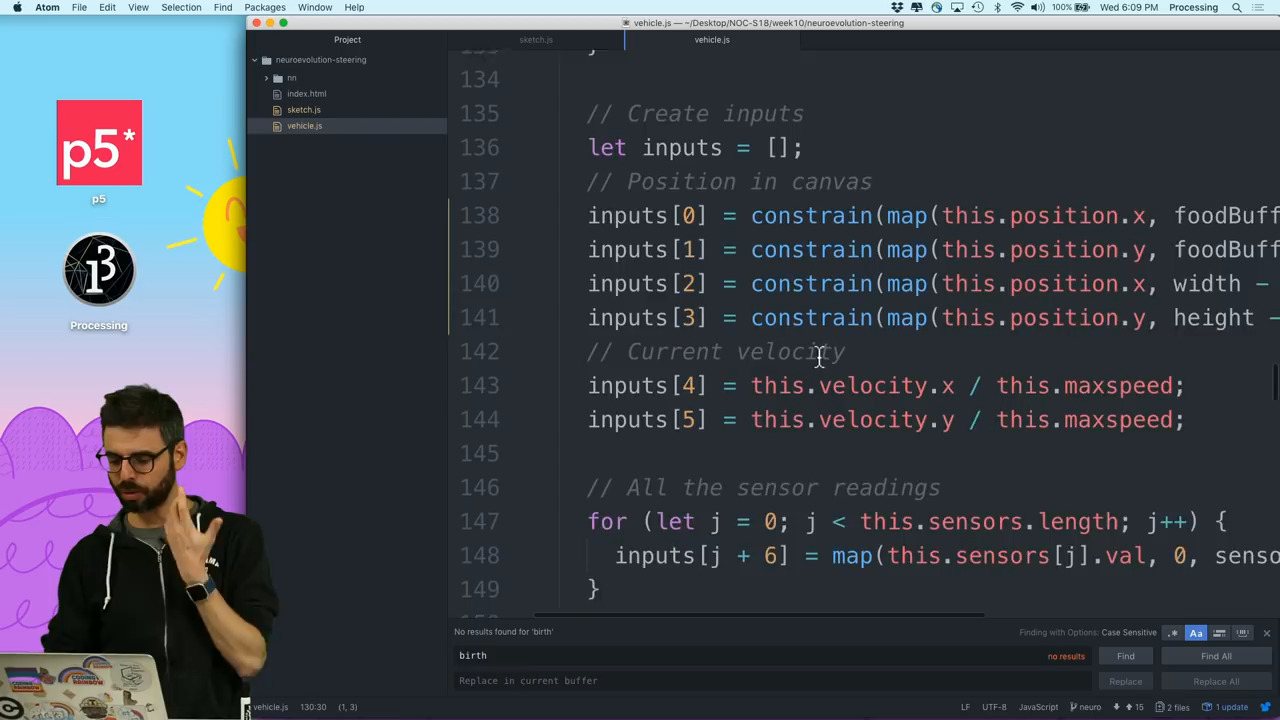 Atom File Edit View Selection Find Packages Window Help
100% Wed 6:09 PM Processing
vehicle.js — ~/Desktop/NOC-S18/week10/neuroevolution-steering
Project
sketch.js
vehicle.js
neuroevolution-steering
nn
index.html
sketch.js
vehicle.js
p5*
p5
Processing
134
135 // Create inputs
136 let inputs = [];
137 // Position in canvas
138 inputs[0] = constrain(map(this.position.x, foodBuff
139 inputs[1] = constrain(map(this.position.y, foodBuff
140 inputs[2] = constrain(map(this.position.x, width -
141 inputs[3] = constrain(map(this.position.y, height -
142 // Current velocity
143 inputs[4] = this.velocity.x / this.maxspeed;
144 inputs[5] = this.velocity.y / this.maxspeed;
145
146 // All the sensor readings
147 for (let j = 0; j < this.sensors.length; j++) {
148 inputs[j + 6] = map(this.sensors[j].val, 0, senso
149 }
No results found for 'birth'
Finding with Options: Case Sensitive
.* Aa
birth
no results
Find
Find All
Replace in current buffer
Replace
Replace All
vehicle.js 130:30 (1, 3)
LF UTF-8 JavaScript neuro 15 2 files 1 update